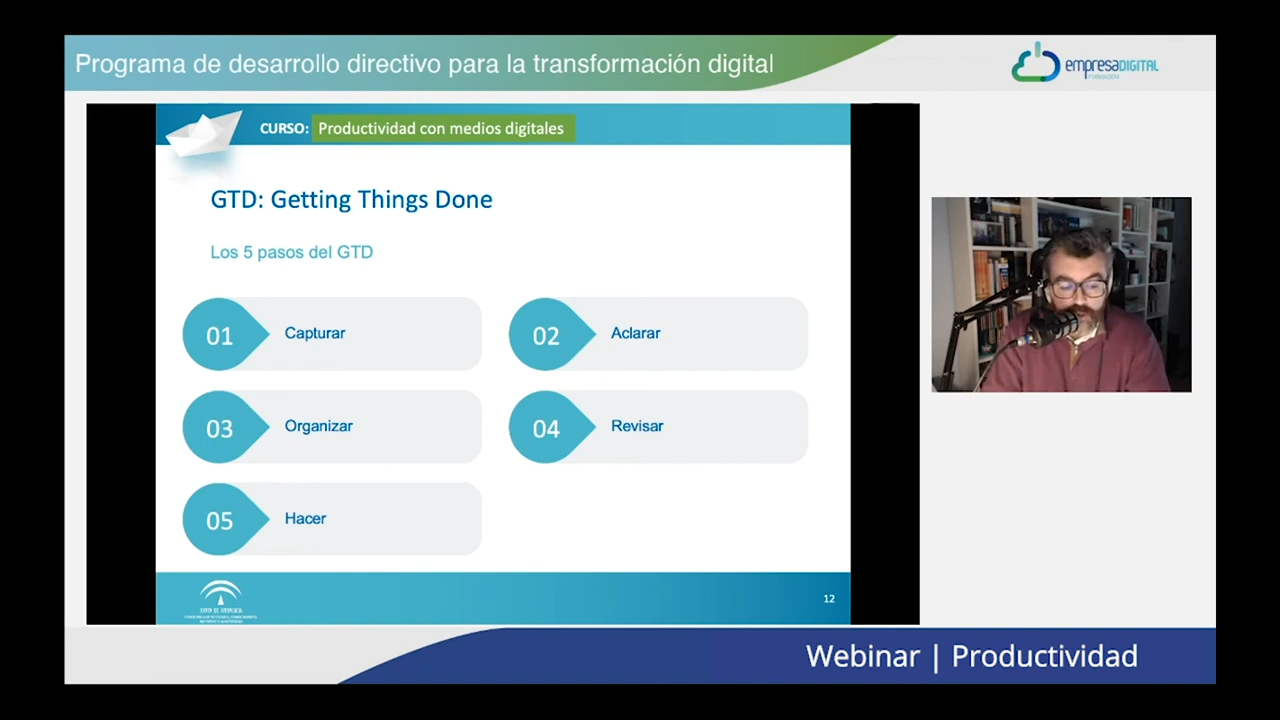 Programa de desarrollo directivo para la transformación digital
empresaDIGITAL
FORMACIÓN
CURSO: Productividad con medios digitales
GTD: Getting Things Done
Los 5 pasos del GTD
01 Capturar
02 Aclarar
03 Organizar
04 Revisar
05 Hacer
12
Webinar | Productividad